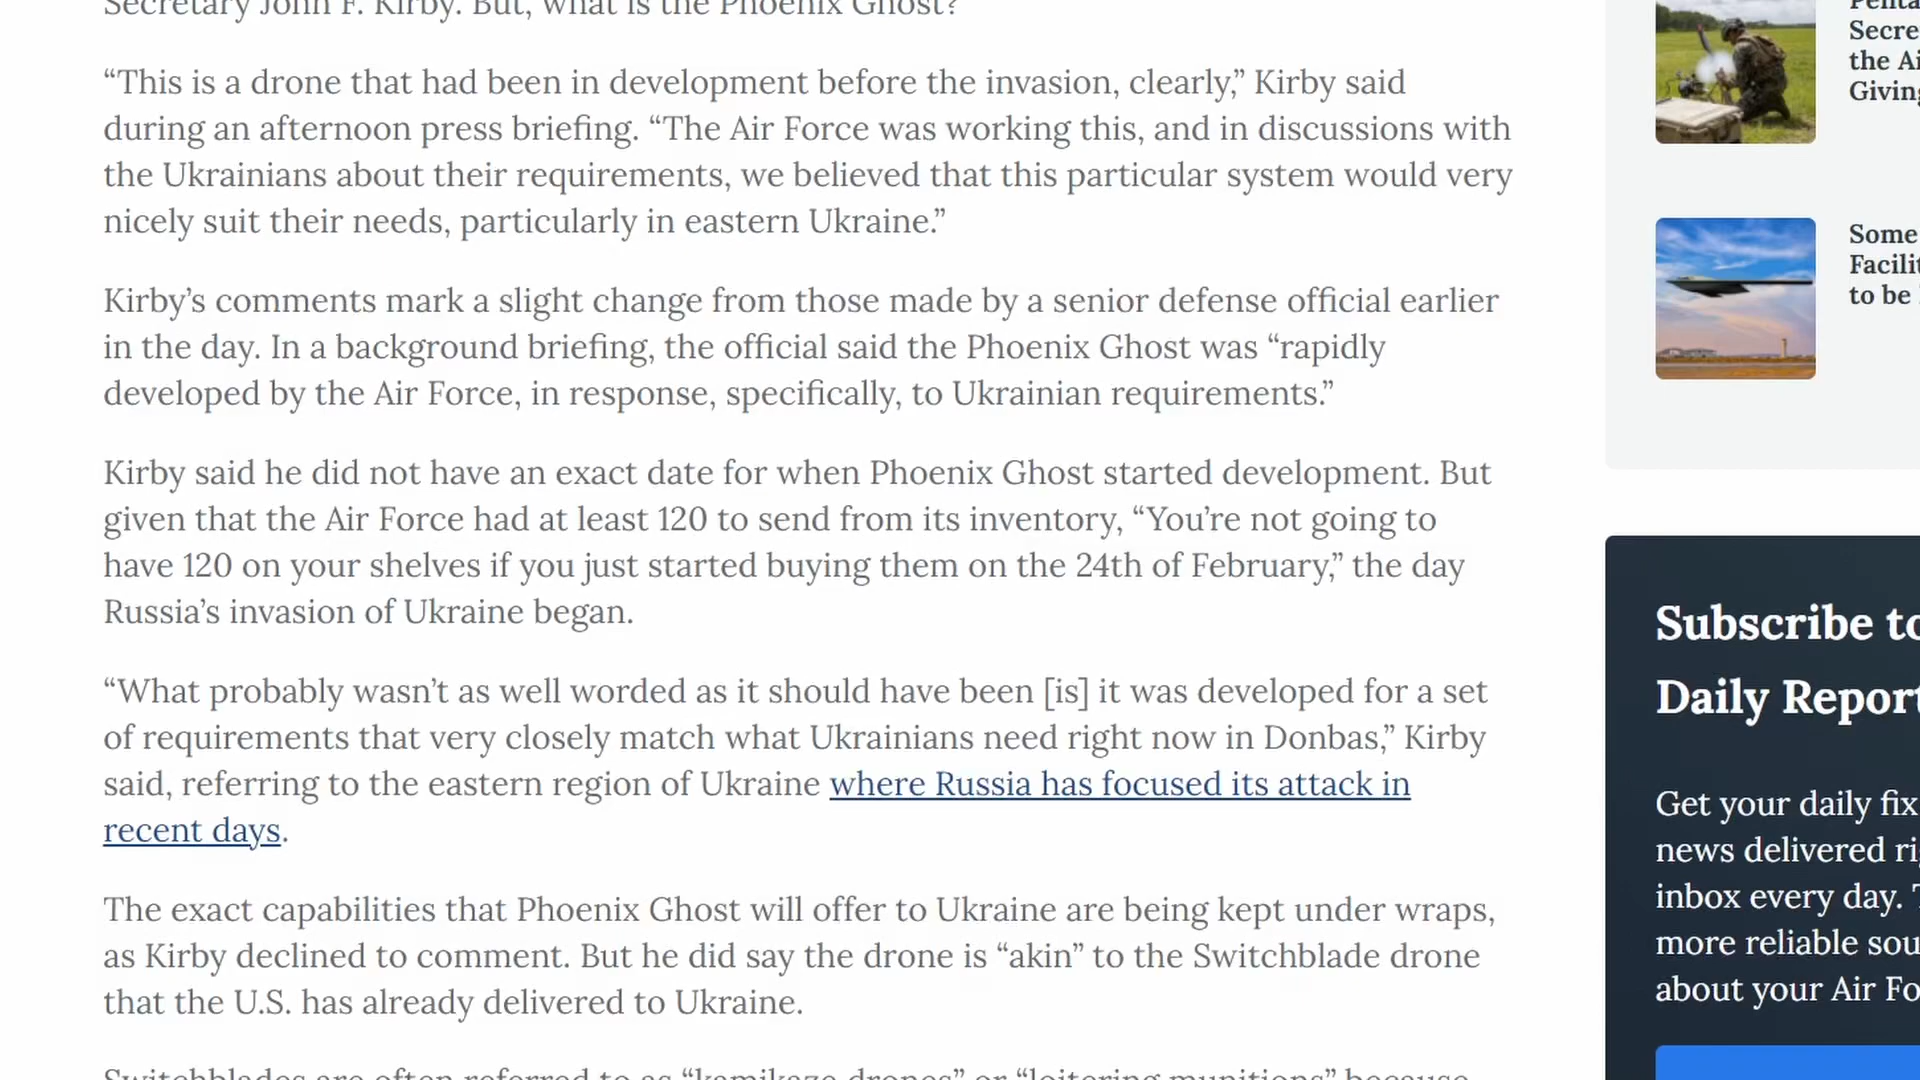 Secretary John F. Kirby. But, what is the Phoenix Ghost?
“This is a drone that had been in development before the invasion, clearly,” Kirby said
during an afternoon press briefing. “The Air Force was working this, and in discussions with
the Ukrainians about their requirements, we believed that this particular system would very
nicely suit their needs, particularly in eastern Ukraine.”
Kirby’s comments mark a slight change from those made by a senior defense official earlier
in the day. In a background briefing, the official said the Phoenix Ghost was “rapidly
developed by the Air Force, in response, specifically, to Ukrainian requirements.”
Kirby said he did not have an exact date for when Phoenix Ghost started development. But
given that the Air Force had at least 120 to send from its inventory, “You’re not going to
have 120 on your shelves if you just started buying them on the 24th of February,” the day
Russia’s invasion of Ukraine began.
“What probably wasn’t as well worded as it should have been [is] it was developed for a set
of requirements that very closely match what Ukrainians need right now in Donbas,” Kirby
said, referring to the eastern region of Ukraine where Russia has focused its attack in
recent days.
The exact capabilities that Phoenix Ghost will offer to Ukraine are being kept under wraps,
as Kirby declined to comment. But he did say the drone is “akin” to the Switchblade drone
that the U.S. has already delivered to Ukraine.
Switchblades are often referred to as “kamikaze drones” or “loitering munitions” because
Penta
Secre
the Ai
Giving
Some
Facilit
to be
Subscribe to
Daily Report
Get your daily fix
news delivered ri
inbox every day.
more reliable sou
about your Air Fo